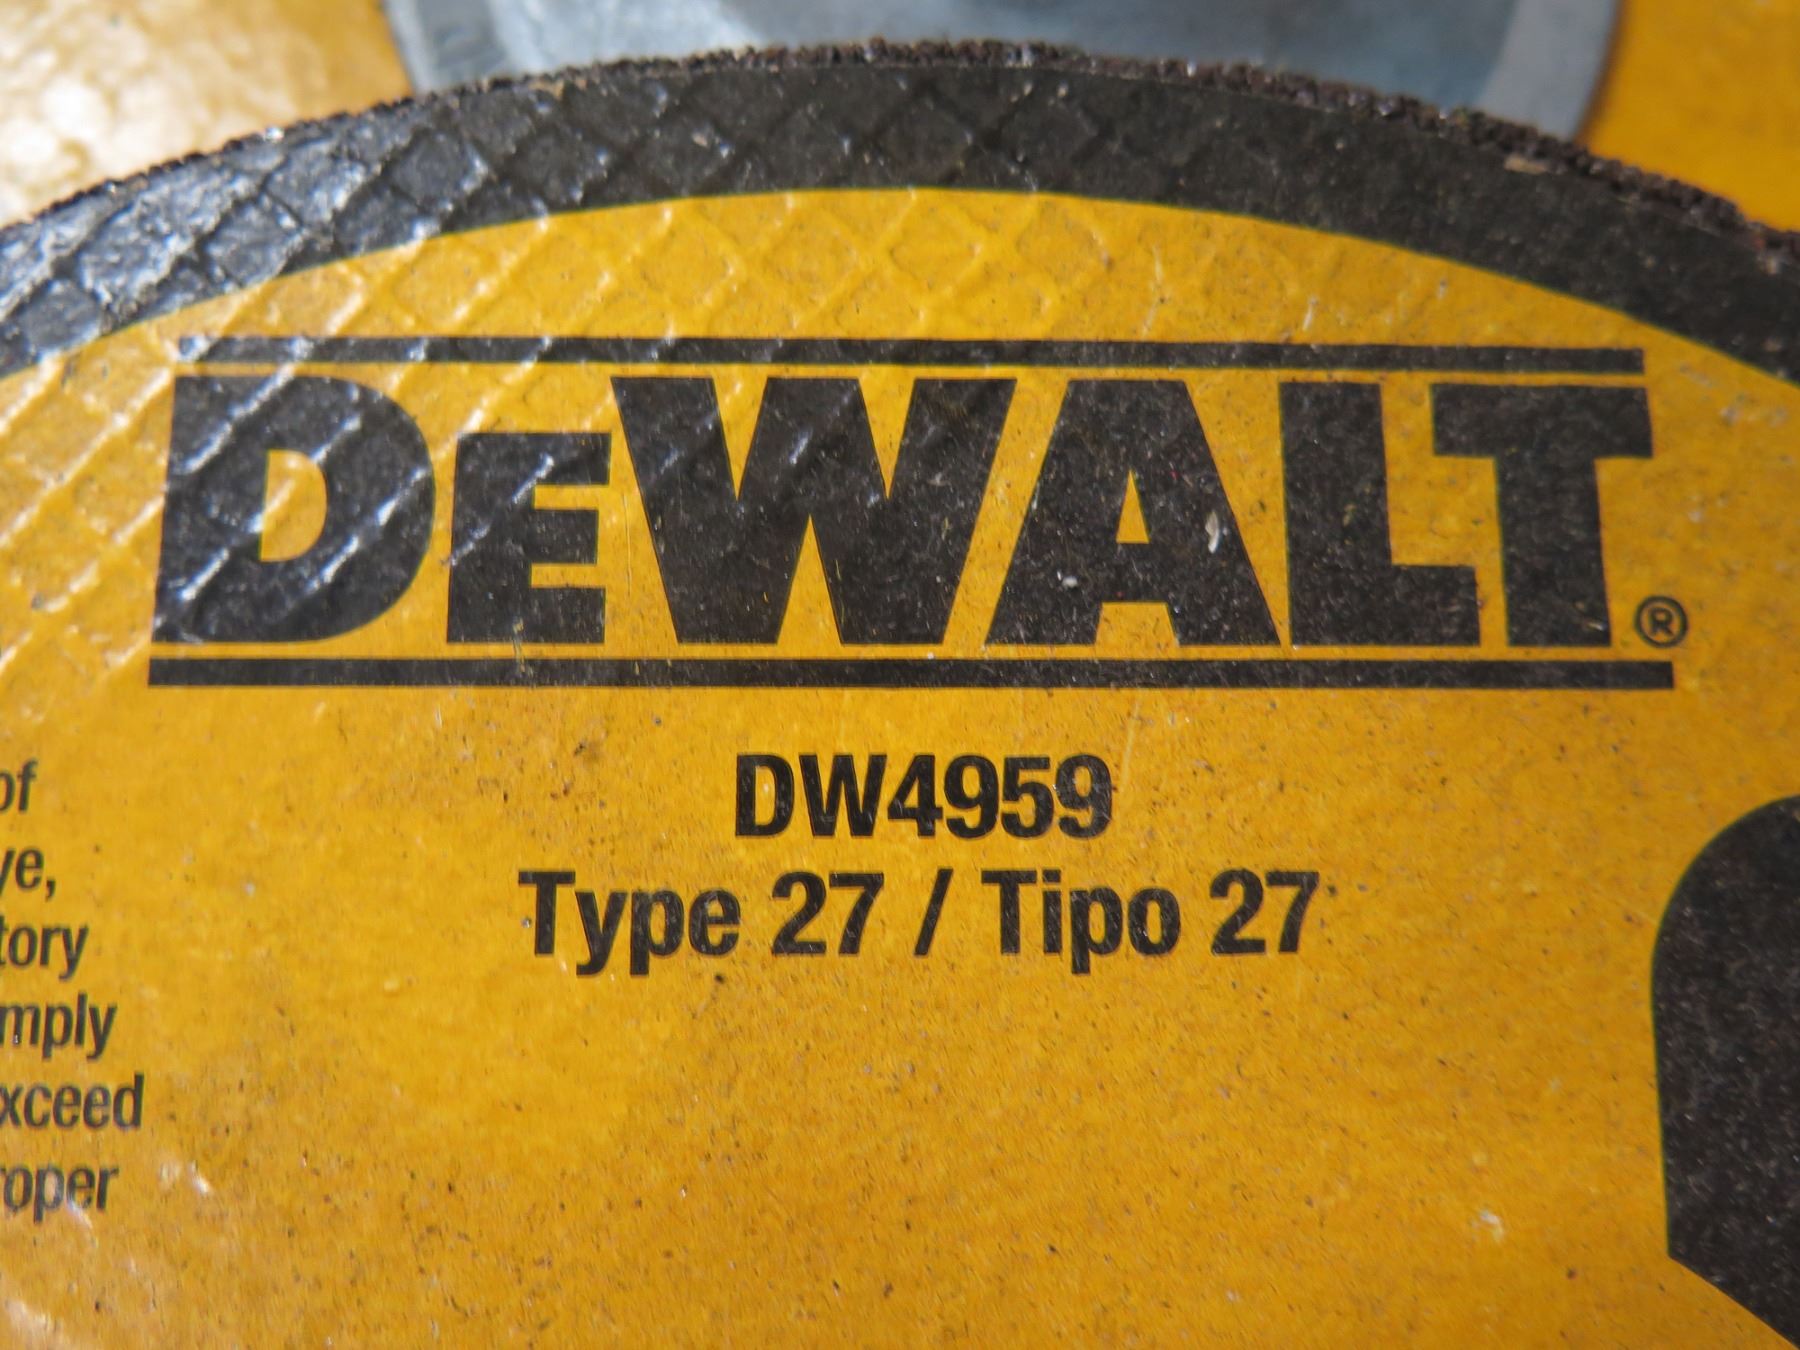 DEWALT®
DW4959
Type 27 / Tipo 27
of
ye,
tory
mply
xceed
roper